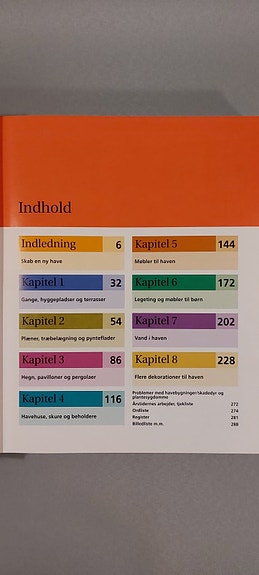 Indhold
Indledning 6
Skab en ny have
Kapitel 1 32
Gange, hyggepladser og terrasser
Kapitel 2 54
Plæner, træbelægning og pynteflader
Kapitel 3 86
Hegn, pavilloner og pergolaer
Kapitel 4 116
Havehuse, skure og beholdere
Kapitel 5 144
Møbler til haven
Kapitel 6 172
Legeting og møbler til børn
Kapitel 7 202
Vand i haven
Kapitel 8 228
Flere dekorationer til haven
Problemer med havebygninger/skadedyr og
plantesygdomme
Årstidernes arbejder, tjekliste 272
Ordliste 274
Register 281
Billedliste m.m. 288